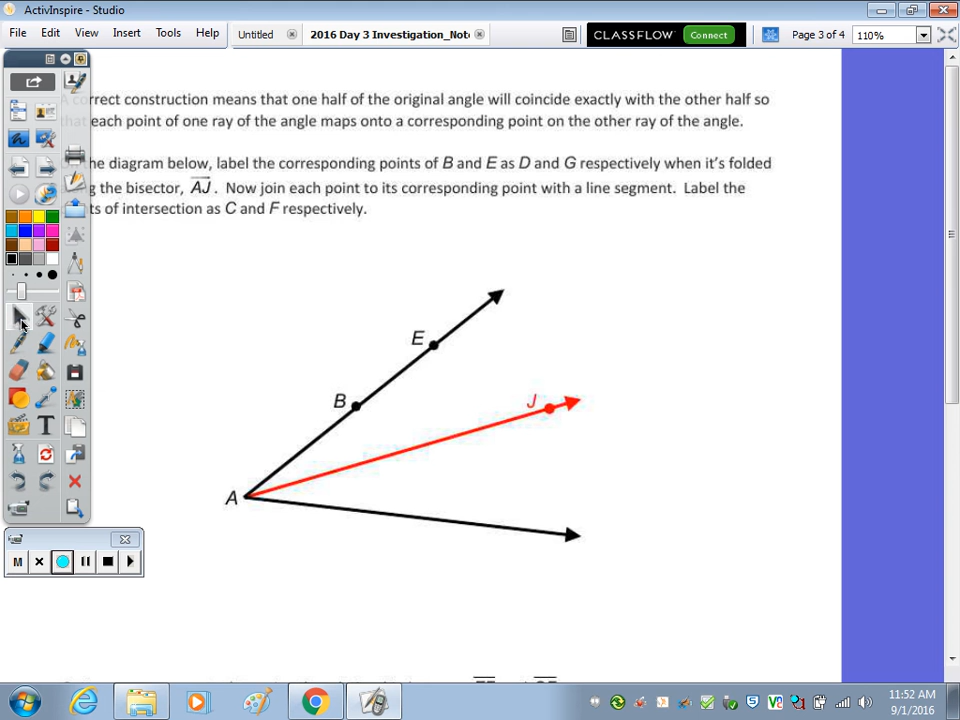 ActivInspire - Studio
File Edit View Insert Tools Help Untitled 2016 Day 3 Investigation_Not CLASSFLOW Connect Page 3 of 4 110%
correct construction means that one half of the original angle will coincide exactly with the other half so
each point of one ray of the angle maps onto a corresponding point on the other ray of the angle.
he diagram below, label the corresponding points of B and E as D and G respectively when it's folded
g the bisector, AJ. Now join each point to its corresponding point with a line segment. Label the
ts of intersection as C and F respectively.
E
B
J
A
M
11:52 AM
9/1/2016